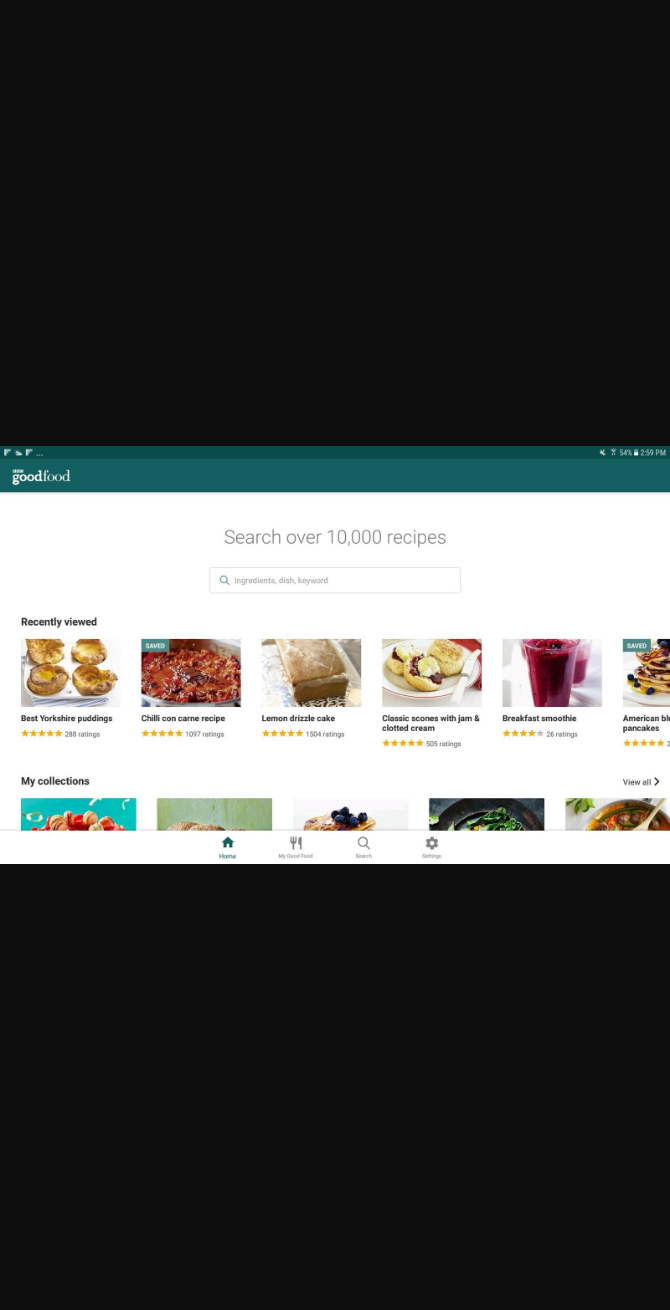 ... 54% 2:59 PM
BBC
goodfood
Search over 10,000 recipes
Ingredients, dish, keyword
Recently viewed
SAVED
SAVED
Best Yorkshire puddings
288 ratings
Chilli con carne recipe
1097 ratings
Lemon drizzle cake
1504 ratings
Classic scones with jam &
clotted cream
505 ratings
Breakfast smoothie
26 ratings
American bl
pancakes
2
My collections
View all
Home
My Good Food
Search
Settings